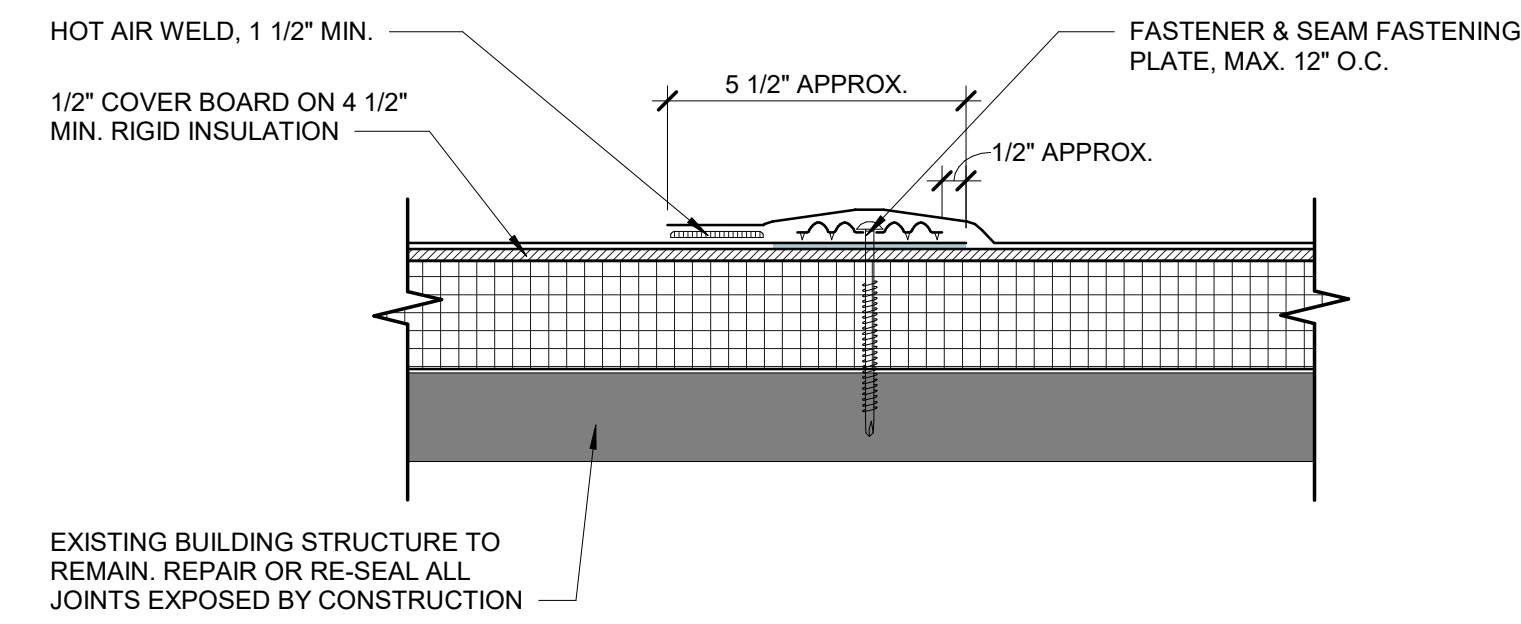 HOT AIR WELD, 1 1/2" MIN.
FASTENER & SEAM FASTENING
PLATE, MAX. 12" O.C.
5 1/2" APPROX.
1/2" COVER BOARD ON 4 1/2"
MIN. RIGID INSULATION
1/2" APPROX.
EXISTING BUILDING STRUCTURE TO
REMAIN. REPAIR OR RE-SEAL ALL
JOINTS EXPOSED BY CONSTRUCTION